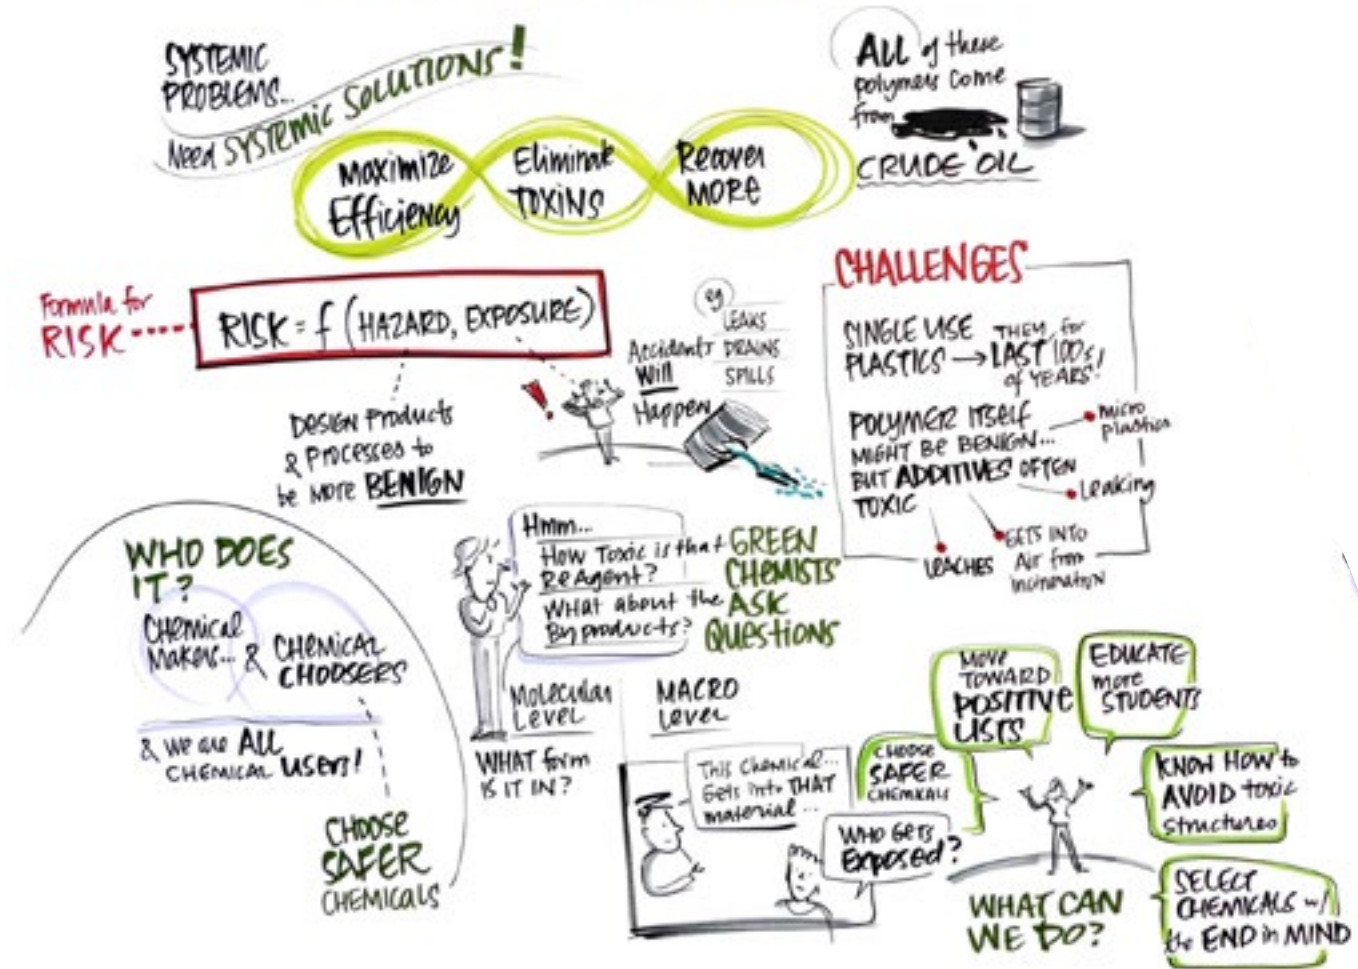 SYSTEMIC
PROBLEMS...
Need SYSTEMIC SOLUTIONS!
Maximize
Efficiency
Eliminate
TOXINS
Recover
MORE
ALL of these
polymers come
from
CRUDE OIL
Formula for
RISK
RISK = f (HAZARD, EXPOSURE)
DESIGN Products
& Processes to
be MORE BENIGN
!
Accidents
Will
Happen
eg
LEAKS
DRAINS
SPILLS
CHALLENGES
SINGLE USE
PLASTICS →
THEY for
LAST 100s
of YEARS!
POLYMER ITSELF
MIGHT BE BENIGN...
BUT ADDITIVES OFTEN
TOXIC
micro
plastics
Leaking
GETS INTO
Air from
Incineration
LEACHES
WHO DOES
IT?
Chemical
Makers... &
CHEMICAL
CHOOSERS
& We are ALL
CHEMICAL USERS!
CHOOSE
SAFER
CHEMICALS
Hmm...
How Toxic is that
Reagent?
What about the
Byproducts?
GREEN
CHEMISTS
ASK
QUESTIONS
Molecular
Level
WHAT form
IS IT IN?
MACRO
Level
This Chemical...
Gets into THAT
material...
WHO GETS
Exposed?
CHOOSE
SAFER
CHEMICALS
MOVE
TOWARD
POSITIVE
LISTS
EDUCATE
more
STUDENTS
KNOW HOW to
AVOID toxic
structures
SELECT
CHEMICALS w/
the END in MIND
WHAT CAN
WE DO?